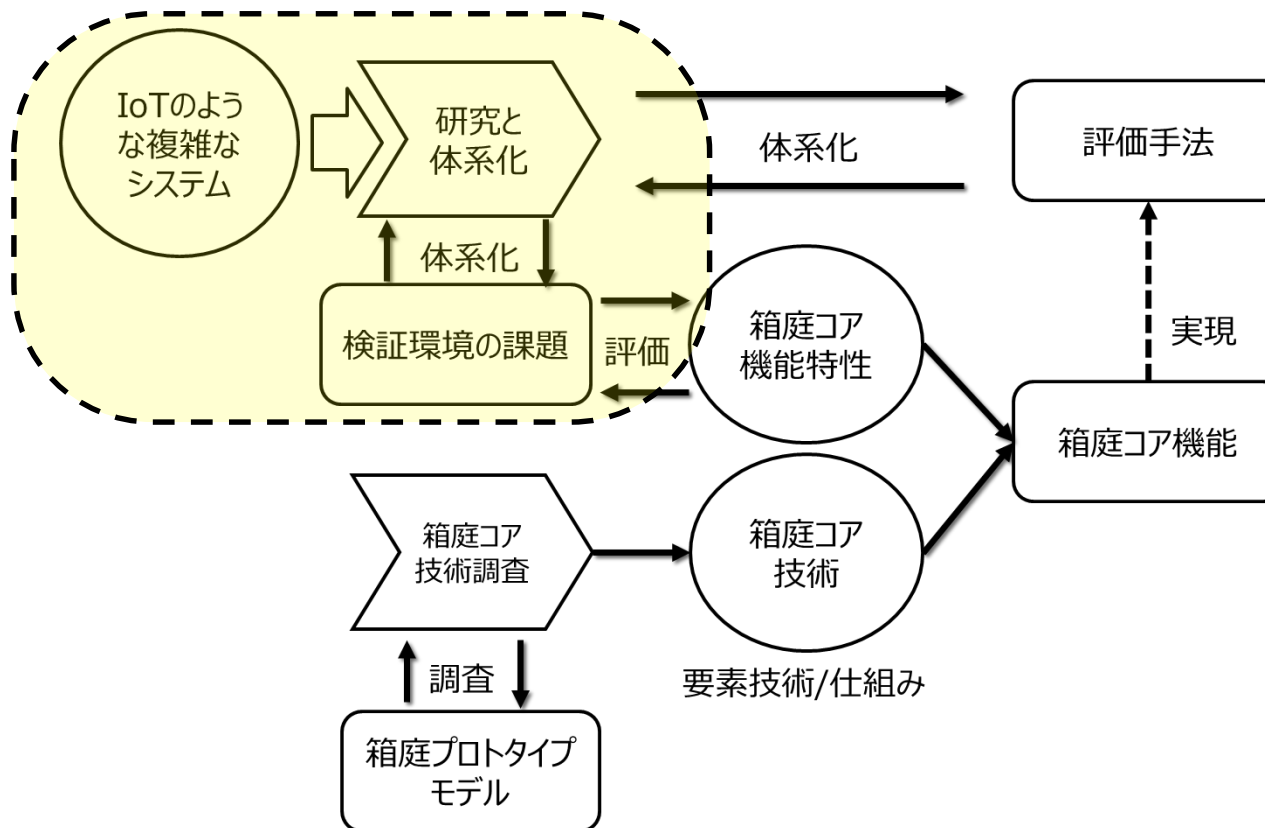 IoTのよう
な複雑な
システム
研究と
体系化
体系化
評価手法
体系化
検証環境の課題
評価
箱庭コア
機能特性
実現
箱庭コア機能
箱庭コア
技術調査
箱庭コア
技術
調査
要素技術/仕組み
箱庭プロトタイプ
モデル